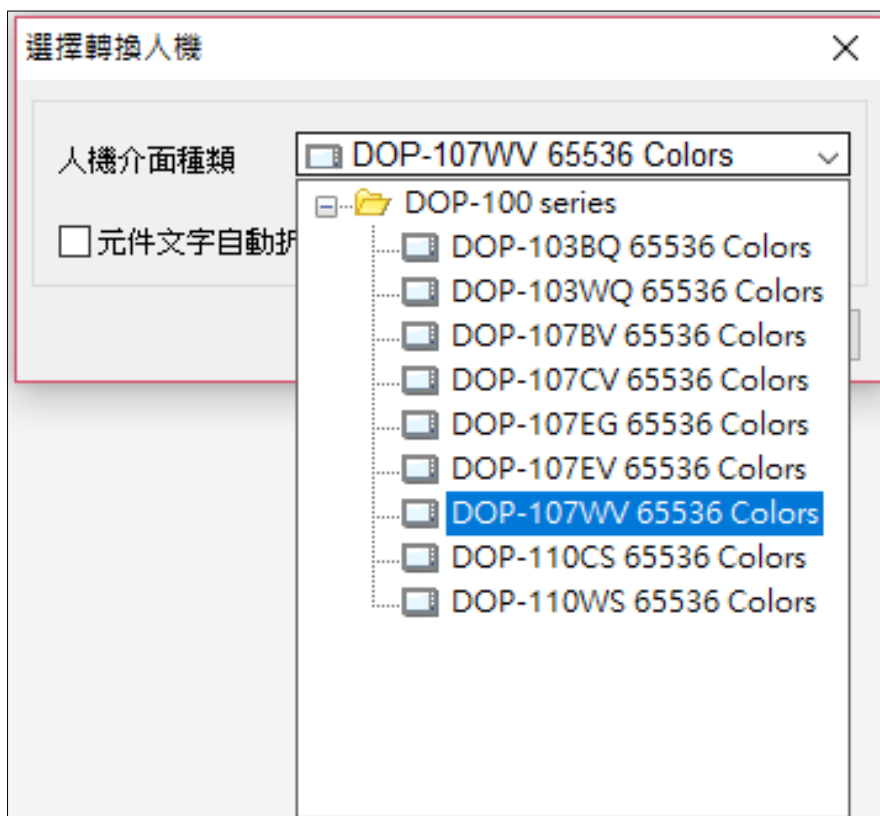 選擇轉換人機
人機介面種類
DOP-107WV 65536 Colors
DOP-100 series
元件文字自動折
DOP-103BQ 65536 Colors
DOP-103WQ 65536 Colors
DOP-107BV 65536 Colors
DOP-107CV 65536 Colors
DOP-107EG 65536 Colors
DOP-107EV 65536 Colors
DOP-107WV 65536 Colors
DOP-110CS 65536 Colors
DOP-110WS 65536 Colors